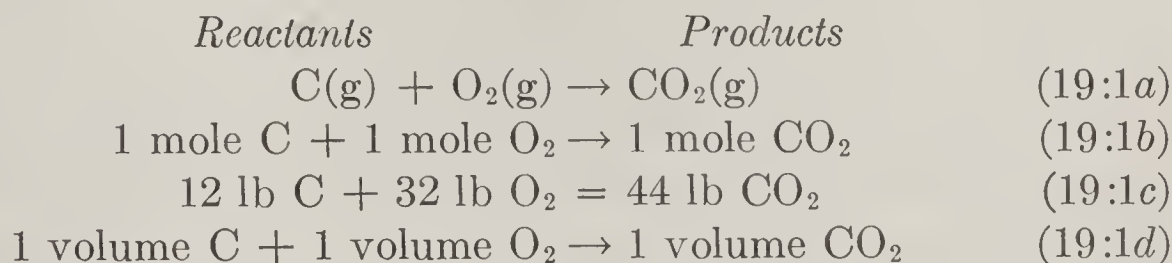 Reactants Products
C(g) + O₂(g) → CO₂(g) (19:1a)
1 mole C + 1 mole O₂ → 1 mole CO₂ (19:1b)
12 lb C + 32 lb O₂ = 44 lb CO₂ (19:1c)
1 volume C + 1 volume O₂ → 1 volume CO₂ (19:1d)